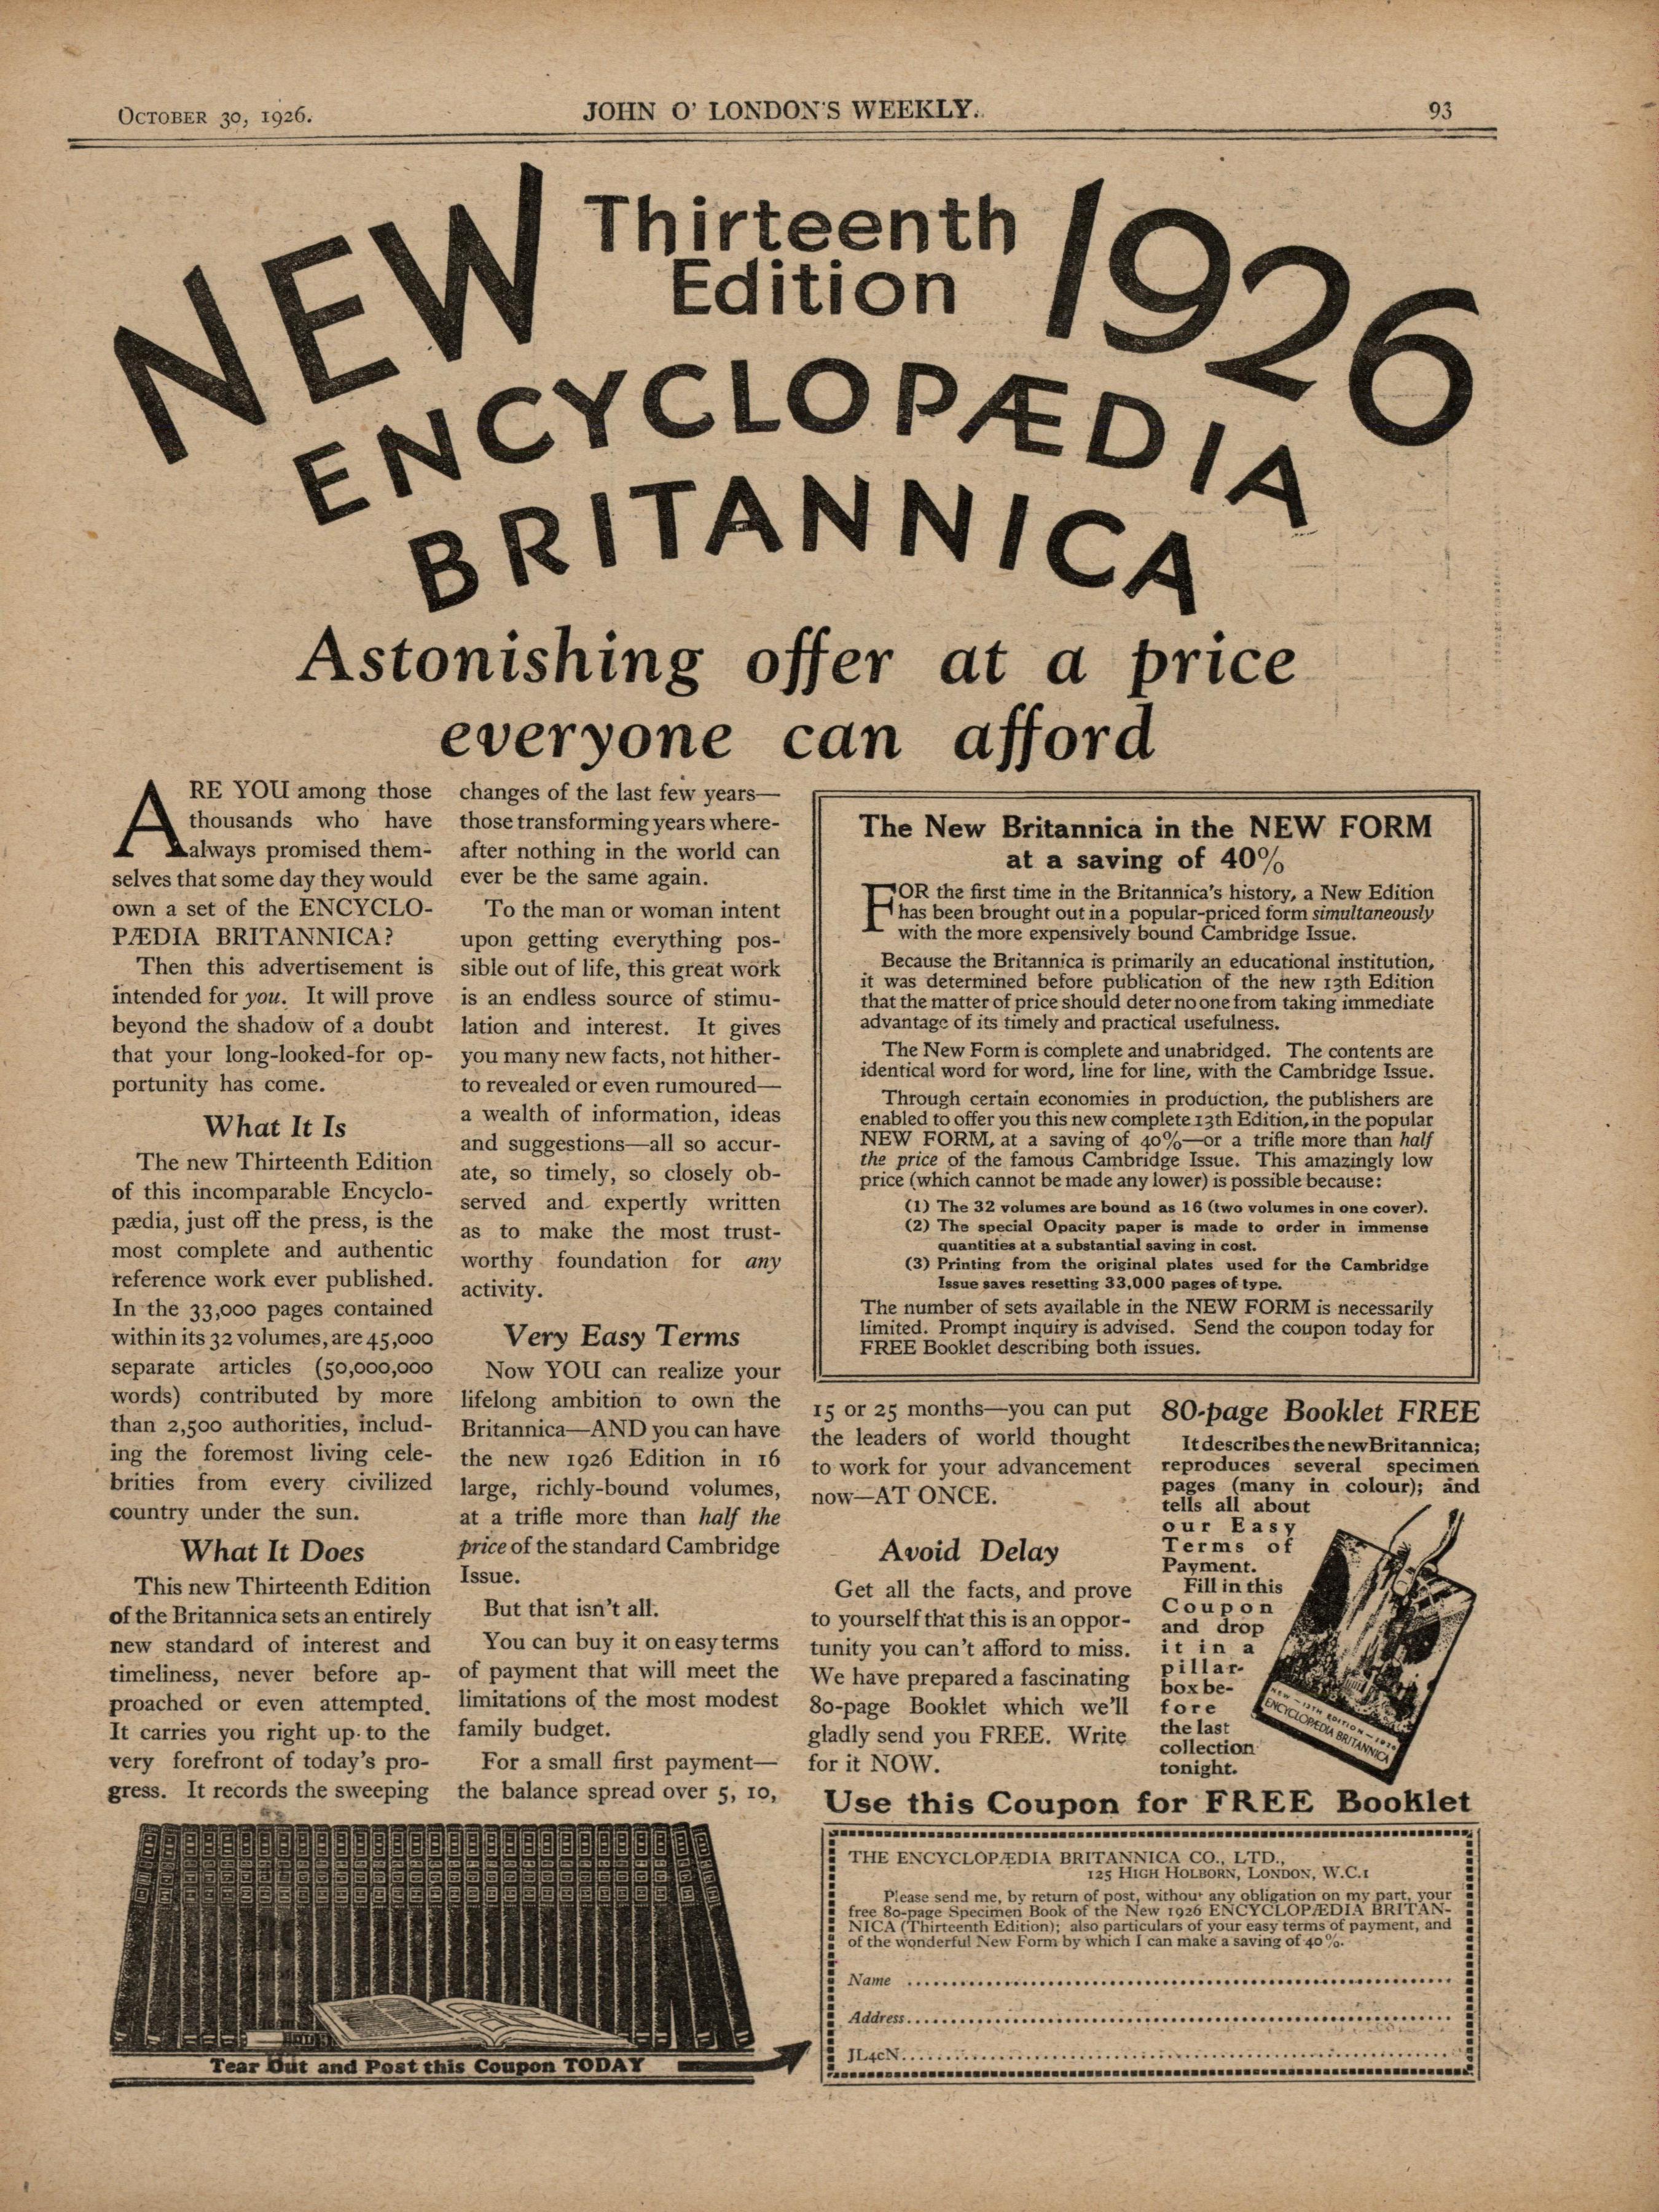 OCTOBER 30, 1926.
JOHN O' LONDON'S WEEKLY.
93
NEW
Thirteenth
Edition
1926
ENCYCLOPÆDIA
BRITANNICA
Astonishing offer at a price
everyone can afford
ARE YOU among those
thousands who have
always promised them-
selves that some day they would
own a set of the ENCYCLO-
PÆDIA BRITANNICA?
Then this advertisement is
intended for you. It will prove
beyond the shadow of a doubt
that your long-looked-for op-
portunity has come.
What It Is
The new Thirteenth Edition
of this incomparable Encyclo-
pædia, just off the press, is the
most complete and authentic
reference work ever published.
In the 33,000 pages contained
within its 32 volumes, are 45,000
separate articles (50,000,000
words) contributed by more
than 2,500 authorities, includ-
ing the foremost living cele-
brities from every civilized
country under the sun.
What It Does
This new Thirteenth Edition
of the Britannica sets an entirely
new standard of interest and
timeliness, never before ap-
proached or even attempted.
It carries you right up to the
very forefront of today's pro-
gress. It records the sweeping
changes of the last few years—
those transforming years where-
after nothing in the world can
ever be the same again.
To the man or woman intent
upon getting everything pos-
sible out of life, this great work
is an endless source of stimu-
lation and interest. It gives
you many new facts, not hither-
to revealed or even rumoured—
a wealth of information, ideas
and suggestions—all so accur-
ate, so timely, so closely ob-
served and expertly written
as to make the most trust-
worthy foundation for any
activity.
Very Easy Terms
Now YOU can realize your
lifelong ambition to own the
Britannica—AND you can have
the new 1926 Edition in 16
large, richly-bound volumes,
at a trifle more than half the
price of the standard Cambridge
Issue.
But that isn't all.
You can buy it on easy terms
of payment that will meet the
limitations of the most modest
family budget.
For a small first payment—
the balance spread over 5, 10,
The New Britannica in the NEW FORM
at a saving of 40%
FOR the first time in the Britannica's history, a New Edition
has been brought out in a popular-priced form simultaneously
with the more expensively bound Cambridge Issue.
Because the Britannica is primarily an educational institution,
it was determined before publication of the new 13th Edition
that the matter of price should deter no one from taking immediate
advantage of its timely and practical usefulness.
The New Form is complete and unabridged. The contents are
identical word for word, line for line, with the Cambridge Issue.
Through certain economies in production, the publishers are
enabled to offer you this new complete 13th Edition, in the popular
NEW FORM, at a saving of 40%—or a trifle more than half
the price of the famous Cambridge Issue. This amazingly low
price (which cannot be made any lower) is possible because:
(1) The 32 volumes are bound as 16 (two volumes in one cover).
(2) The special Opacity paper is made to order in immense
quantities at a substantial saving in cost.
(3) Printing from the original plates used for the Cambridge
Issue saves resetting 33,000 pages of type.
The number of sets available in the NEW FORM is necessarily
limited. Prompt inquiry is advised. Send the coupon today for
FREE Booklet describing both issues.
15 or 25 months—you can put
the leaders of world thought
to work for your advancement
now—AT ONCE.
Avoid Delay
Get all the facts, and prove
to yourself that this is an oppor-
tunity you can't afford to miss.
We have prepared a fascinating
80-page Booklet which we'll
gladly send you FREE. Write
for it NOW.
80-page Booklet FREE
It describes the new Britannica;
reproduces several specimen
pages (many in colour); and
tells all about
our Easy
Terms of
Payment.
Fill in this
Coupon
and drop
it in a
pillar-
box be-
fore
the last
collection
tonight.
NEW — 13TH EDITION — 1926
ENCYCLOPÆDIA BRITANNICA
Use this Coupon for FREE Booklet
THE ENCYCLOPÆDIA BRITANNICA CO., LTD.,
125 HIGH HOLBORN, LONDON, W.C.1
Please send me, by return of post, without any obligation on my part, your
free 80-page Specimen Book of the New 1926 ENCYCLOPÆDIA BRITAN-
NICA (Thirteenth Edition); also particulars of your easy terms of payment, and
of the wonderful New Form by which I can make a saving of 40%.
Name
Address
JL4cN
Tear Out and Post this Coupon TODAY